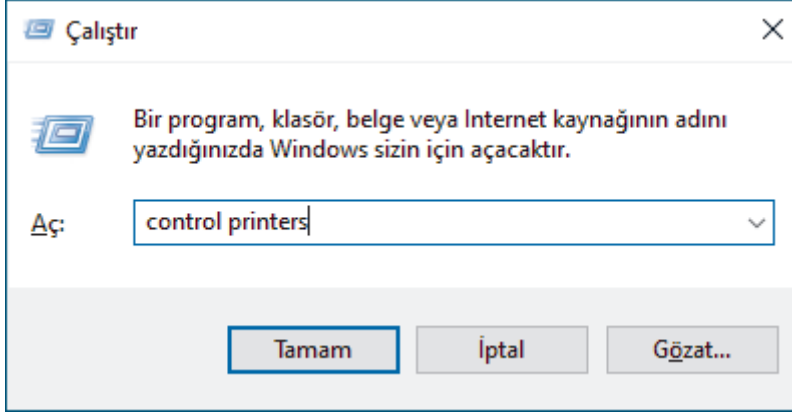 Çalıştır
Bir program, klasör, belge veya Internet kaynağının adını
yazdığınızda Windows sizin için açacaktır.
Aç: control printers
Tamam İptal Gözat...